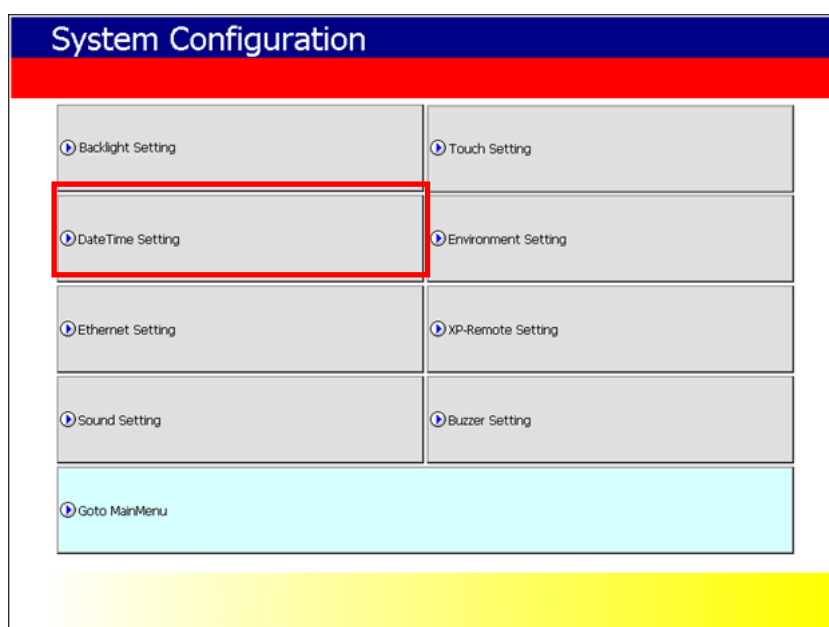 System Configuration
Backlight Setting
Touch Setting
DateTime Setting
Environment Setting
Ethernet Setting
XP-Remote Setting
Sound Setting
Buzzer Setting
Goto MainMenu